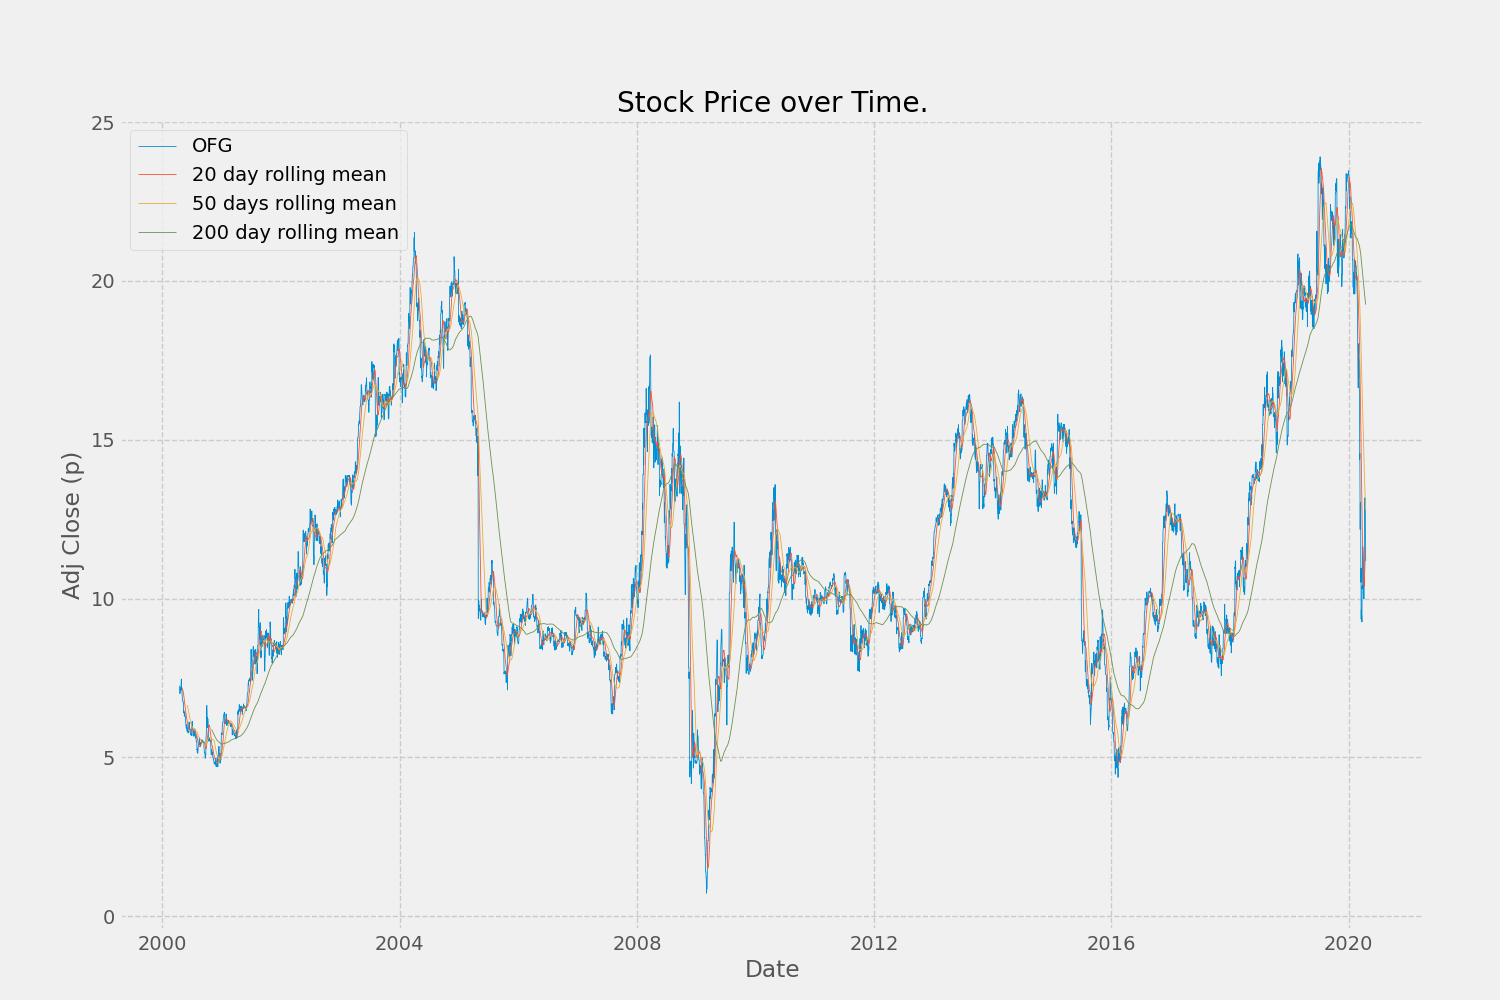 Stock Price over Time.
25
20
15
10
5
0
Adj Close (p)
OFG
20 day rolling mean
50 days rolling mean
200 day rolling mean
2000 2004 2008 2012 2016 2020
Date